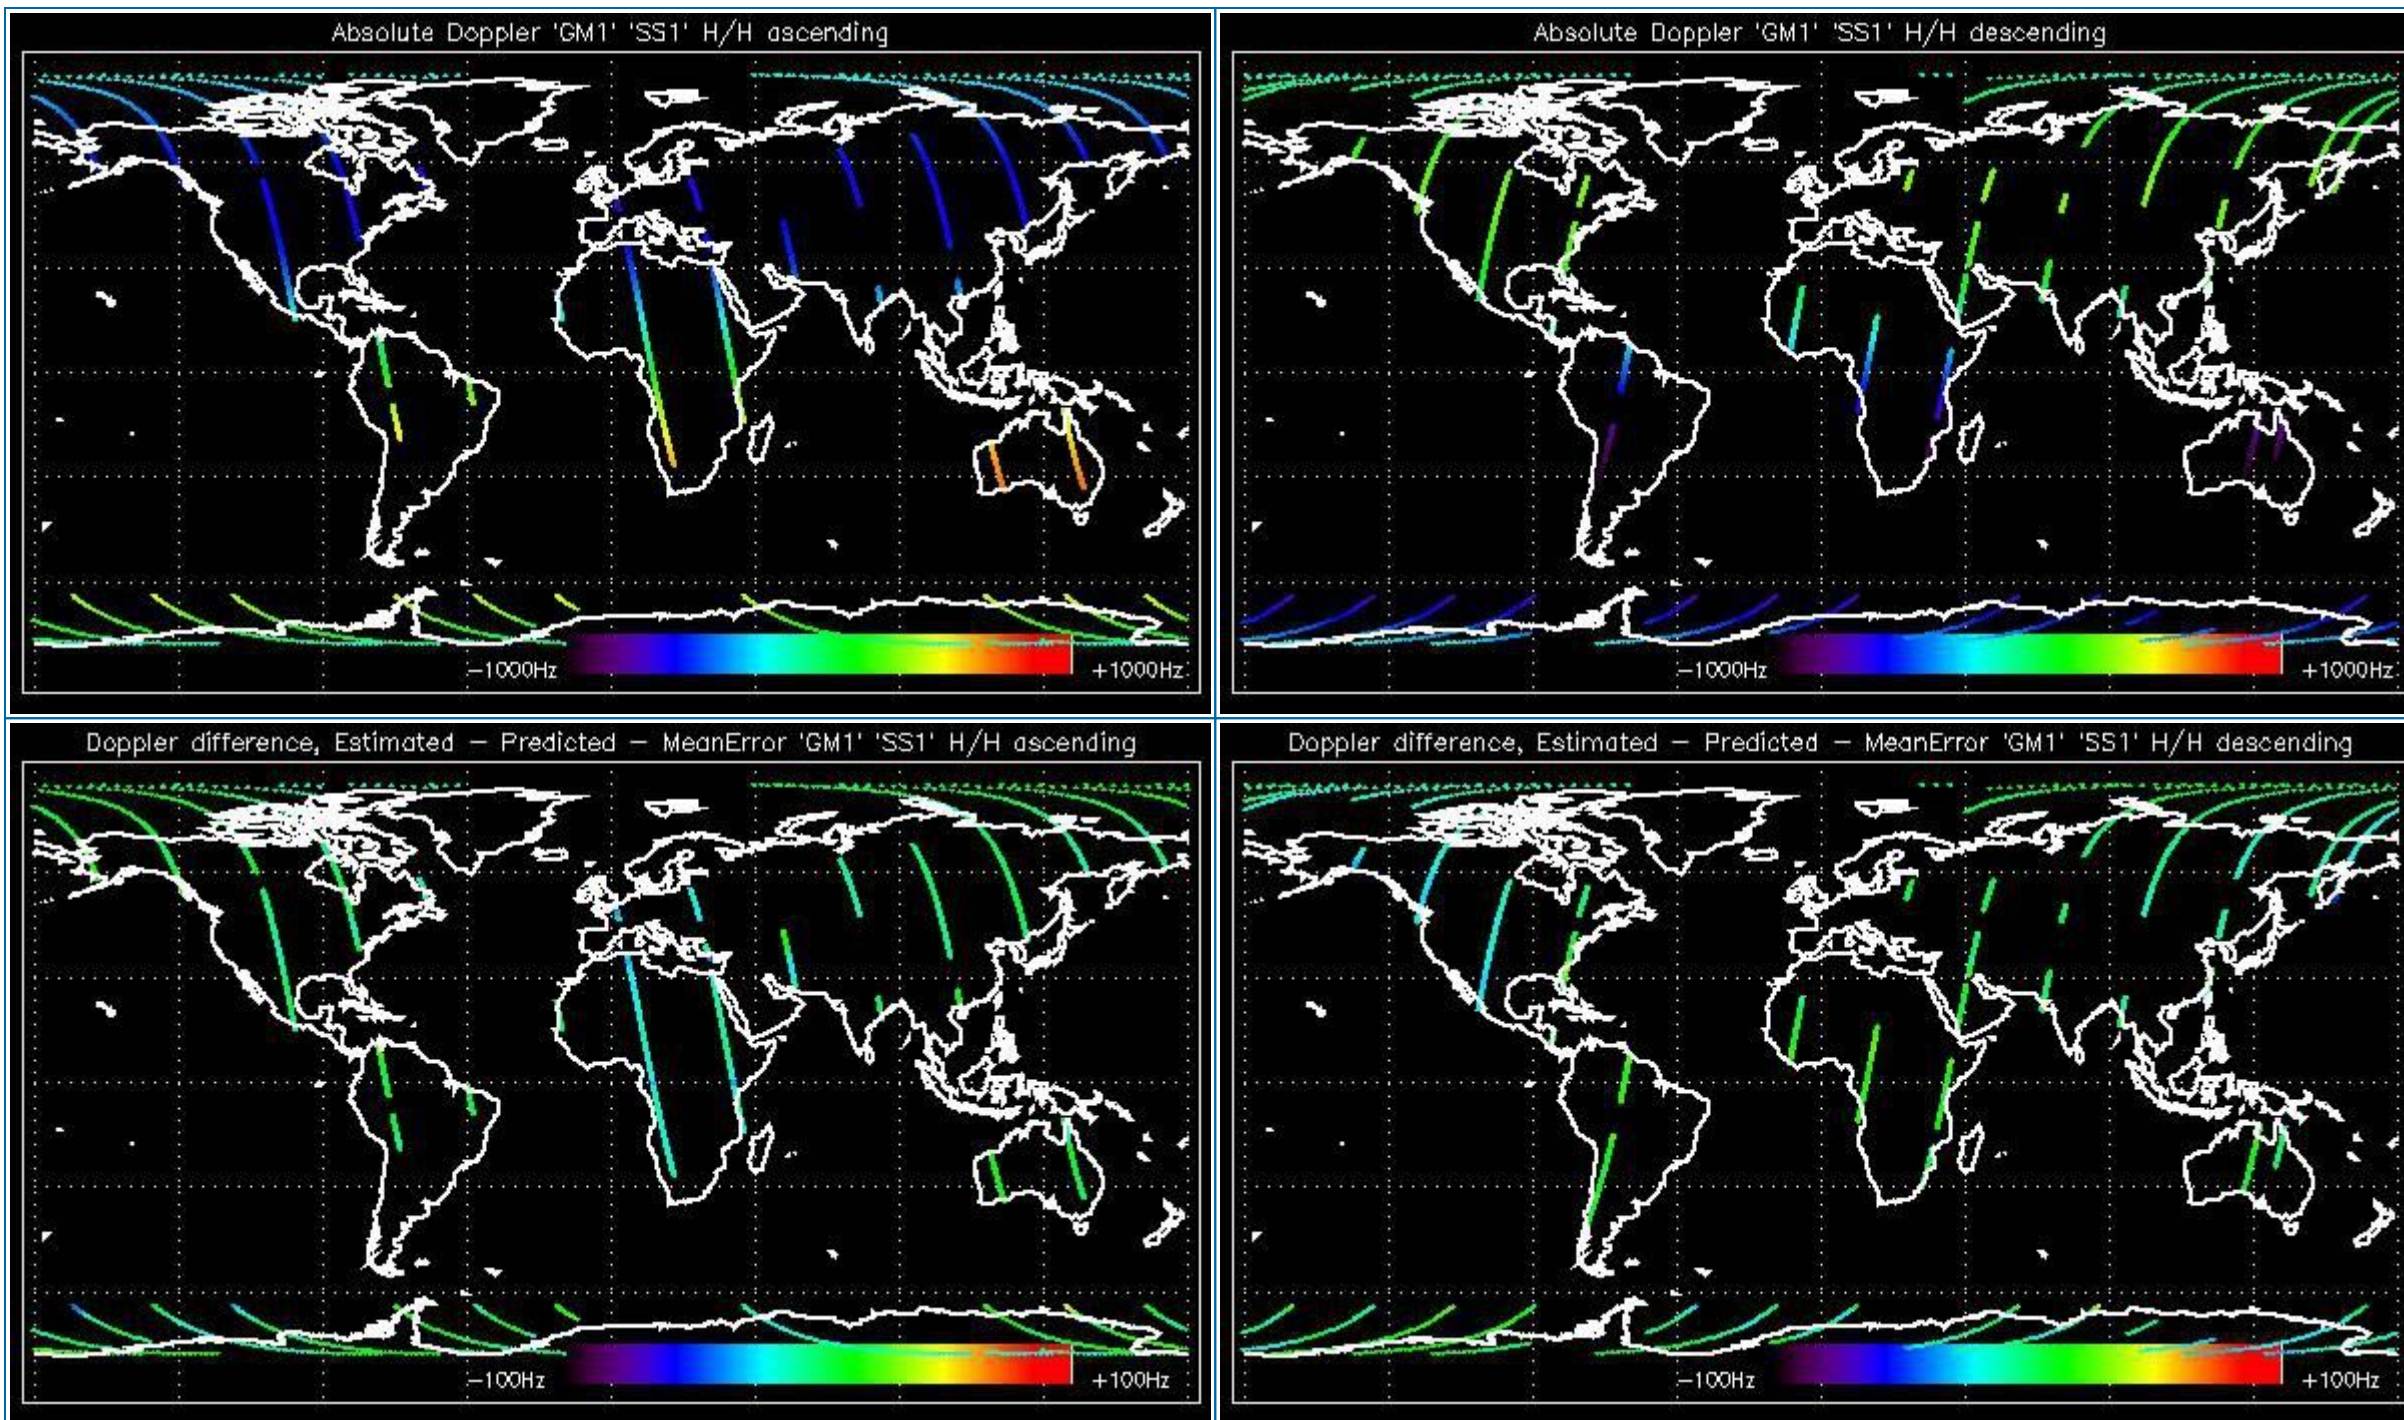 Absolute Doppler 'GM1' 'SS1' H/H ascending
−1000Hz
+1000Hz
Absolute Doppler 'GM1' 'SS1' H/H descending
−1000Hz
+1000Hz
Doppler difference, Estimated − Predicted − MeanError 'GM1' 'SS1' H/H ascending
−100Hz
+100Hz
Doppler difference, Estimated − Predicted − MeanError 'GM1' 'SS1' H/H descending
−100Hz
+100Hz